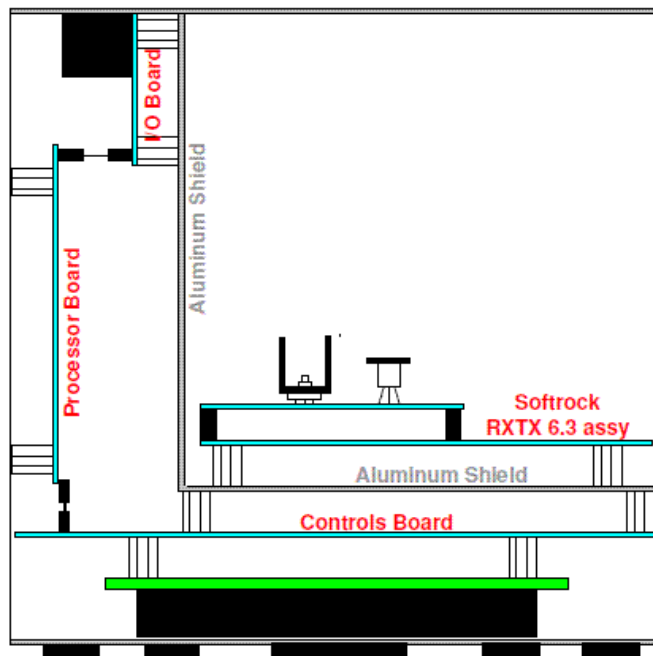 I/O Board
Aluminum Shield
Processor Board
Softrock
RXTX 6.3 assy
Aluminum Shield
Controls Board